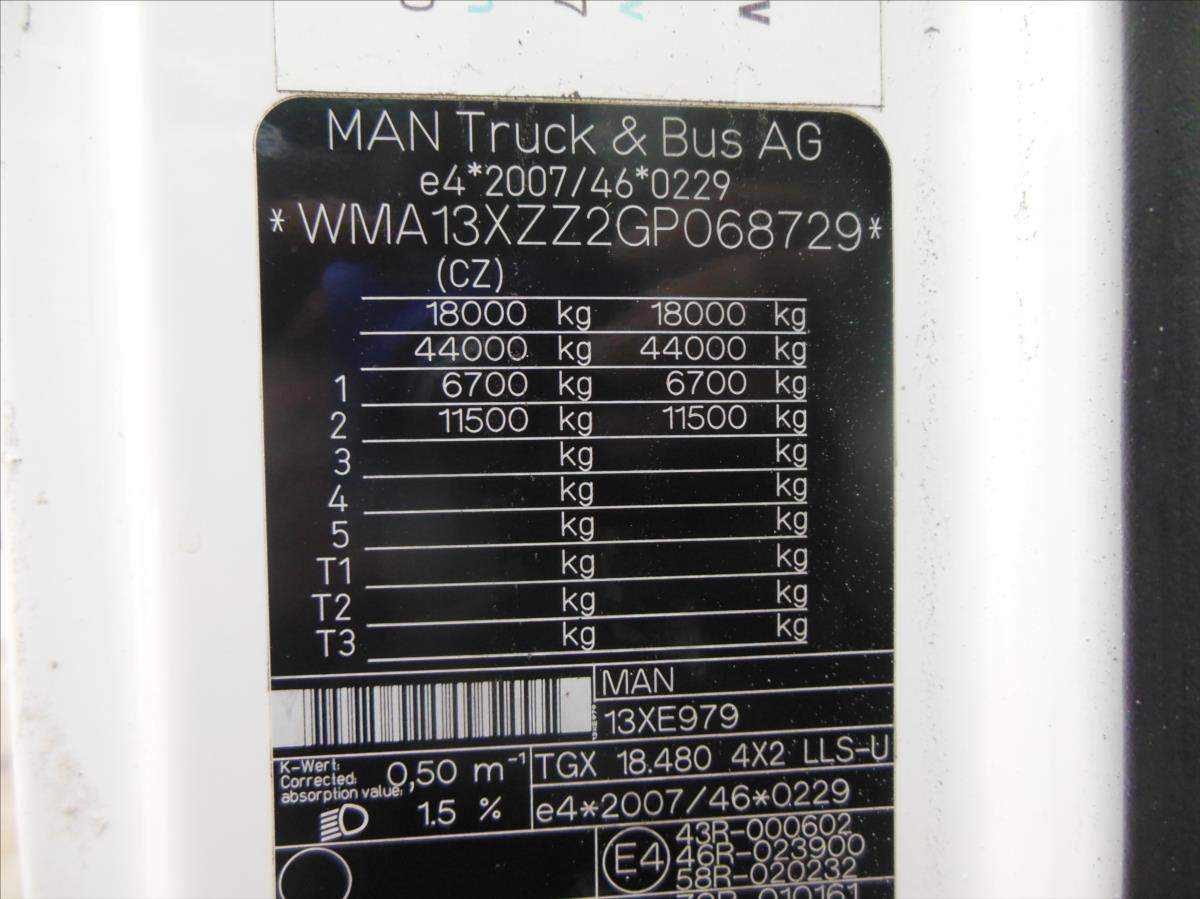 MAN Truck & Bus AG
e4*2007/46*0229
*WMA13XZZ2GP068729*
(CZ)
18000 kg 18000 kg
44000 kg 44000 kg
1 6700 kg 6700 kg
2 11500 kg 11500 kg
3 kg kg
4 kg kg
5 kg kg
T1 kg kg
T2 kg kg
T3 kg kg
MAN
13XE979
K-Wert:
Corrected:
absorption value:
0,50 m⁻¹
TGX 18.480 4X2 LLS-U
1.5 %
e4*2007/46*0229
E4
43R-000602
46R-023900
58R-020232